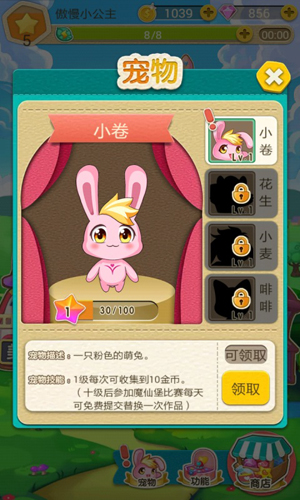 傲慢小公主
1039
856
5
8/8
00:00
宠物
小卷
小卷
Lv.1
花生
Lv.1
小麦
Lv.1
啡啡
Lv.1
1
30/100
宠物描述：一只粉色的萌兔。
可领取
宠物技能：1级每次可收集到10金币。
（十级后参加魔仙堡比赛每天
可免费提交替换一次作品）
领取
宠物
功能
商店